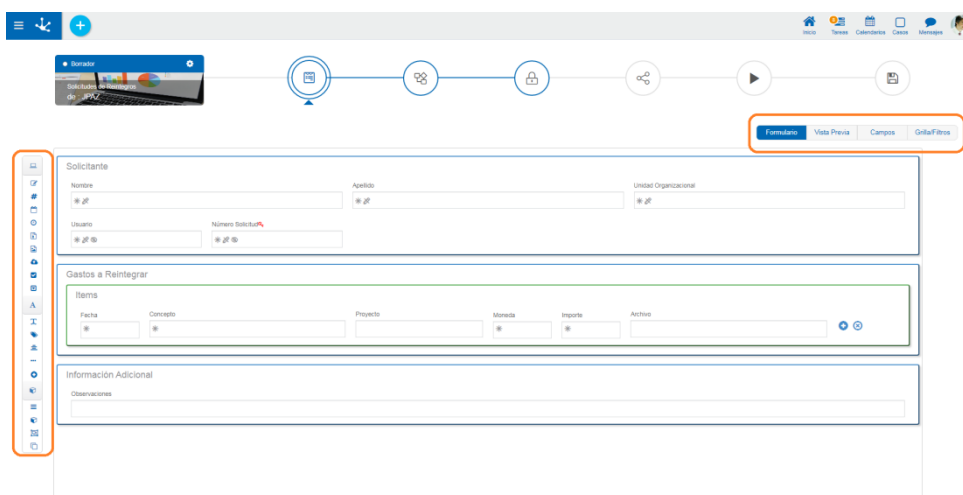 Inicio Tareas Calendarios Casos Mensajes
Borrador
Solicitudes de Reintegros
de : JPAZ
Formulario Vista Previa Campos Grilla/Filtros
Solicitante
Nombre Apellido Unidad Organizacional
Usuario Número Solicitud
Gastos a Reintegrar
Items
Fecha Concepto Proyecto Moneda Importe Archivo
Información Adicional
Observaciones